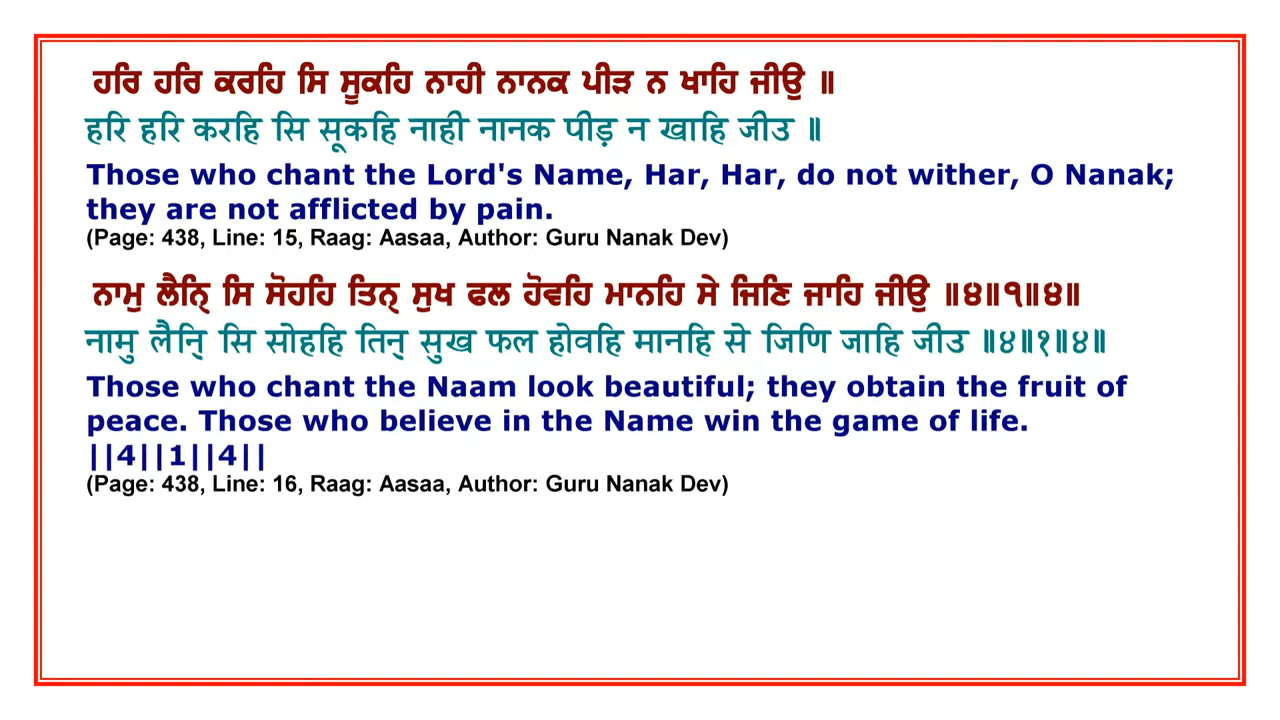 ਹਰਿ ਹਰਿ ਕਰਹਿ ਸਿ ਸੂਕਹਿ ਨਾਹੀ ਨਾਨਕ ਪੀੜ ਨ ਖਾਹਿ ਜੀਉ ॥
हरि हरि करहि सि सूकहि नाही नानक पीड़ न खाहि जीउ ॥
Those who chant the Lord's Name, Har, Har, do not wither, O Nanak;
they are not afflicted by pain.
(Page: 438, Line: 15, Raag: Aasaa, Author: Guru Nanak Dev)
ਨਾਮੁ ਲੈਨ੍ਹਿ ਸਿ ਸੋਹਹਿ ਤਿਨ੍ਹ ਸੁਖ ਫਲ ਹੋਵਹਿ ਮਾਨਹਿ ਸੇ ਜਿਣਿ ਜਾਹਿ ਜੀਉ ॥੪॥੧॥੪॥
नामु लैनि् सि सोहहि तिन् सुख फल होवहि मानहि से जिणि जाहि जीउ ॥४॥१॥४॥
Those who chant the Naam look beautiful; they obtain the fruit of
peace. Those who believe in the Name win the game of life.
||4||1||4||
(Page: 438, Line: 16, Raag: Aasaa, Author: Guru Nanak Dev)